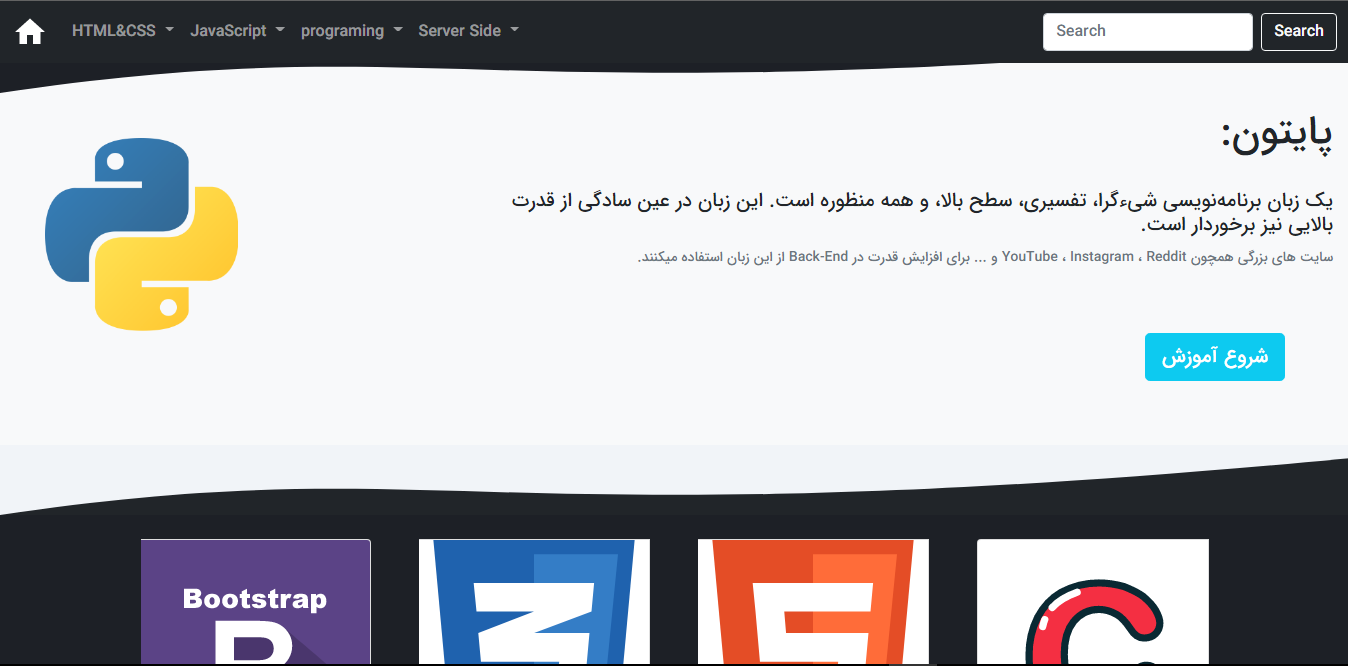 HTML&CSS
JavaScript
programing
Server Side
Search
Search
پایتون:
یک زبان برنامه‌نویسی شیءگرا، تفسیری، سطح بالا، و همه منظوره است. این زبان در عین سادگی از قدرت
بالایی نیز برخوردار است.
سایت های بزرگی همچون YouTube ، Instagram ، Reddit و ... برای افزایش قدرت در Back-End از این زبان استفاده میکنند.
شروع آموزش
Bootstrap
B